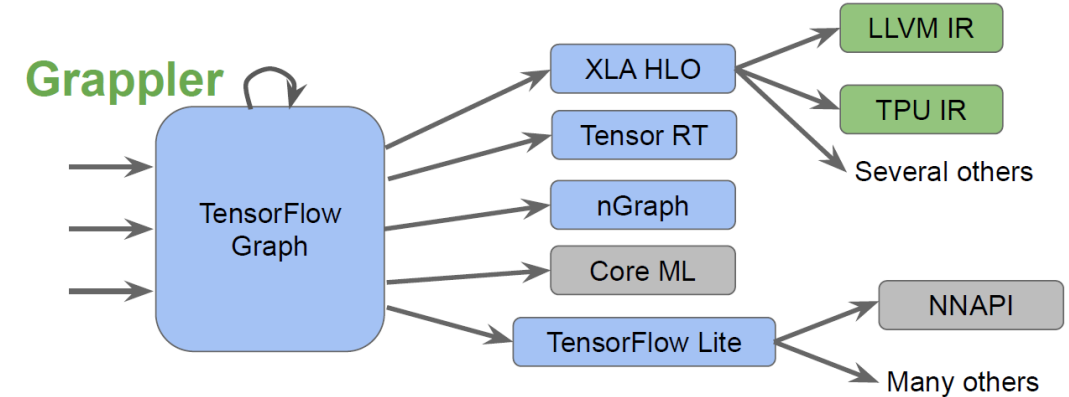 Grappler
TensorFlow
Graph
XLA HLO
Tensor RT
nGraph
Core ML
TensorFlow Lite
LLVM IR
TPU IR
Several others
NNAPI
Many others